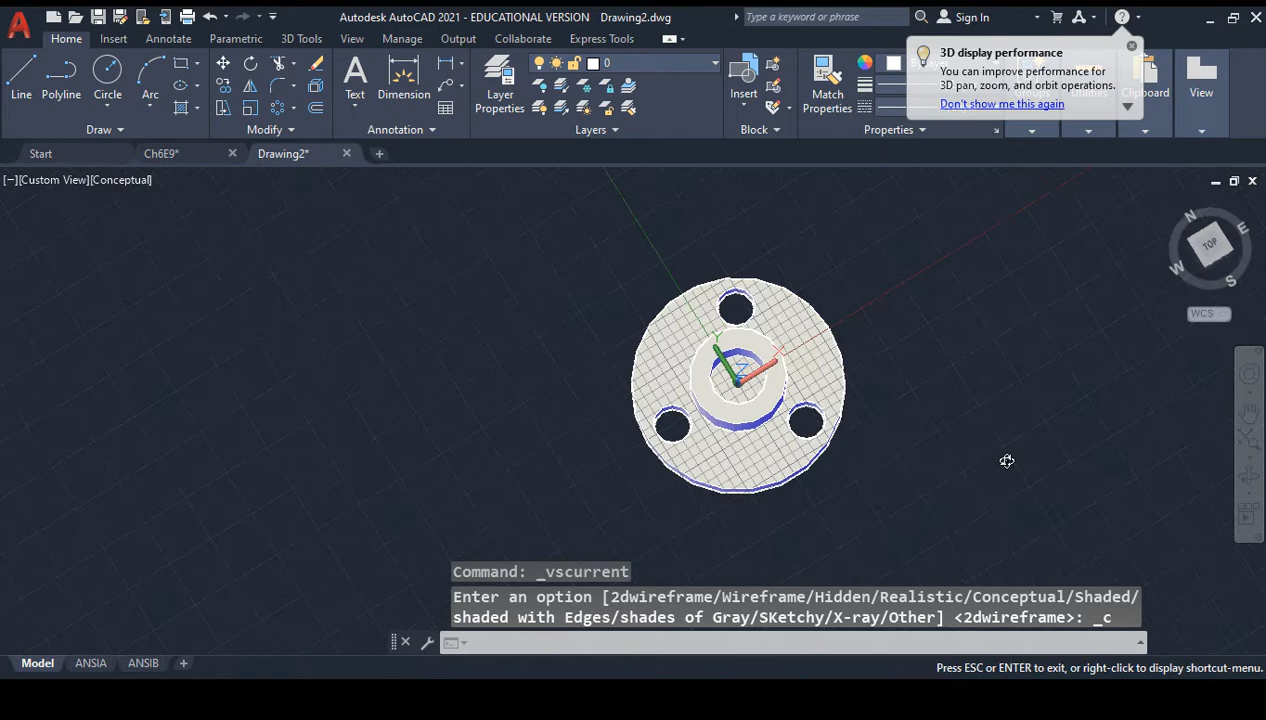 Autodesk AutoCAD 2021 - EDUCATIONAL VERSION Drawing2.dwg
Type a keyword or phrase
Sign In
Home Insert Annotate Parametric 3D Tools View Manage Output Collaborate Express Tools
3D display performance
You can improve performance for
3D pan, zoom, and orbit operations.
Don't show me this again
0
Line Polyline Circle Arc
Text Dimension
Layer
Properties
Insert
Match
Properties
Clipboard
View
Draw Modify Annotation Layers Block Properties
Start Ch6E9* Drawing2*
[−][Custom View][Conceptual]
N
E
TOP
W
S
WCS
Y
X
Z
Command: _vscurrent
Enter an option [2dwireframe/Wireframe/Hidden/Realistic/Conceptual/Shaded/
shaded with Edges/shades of Gray/SKetchy/X-ray/Other] <2dwireframe>: _c
Model ANSIA ANSIB
Press ESC or ENTER to exit, or right-click to display shortcut-menu.